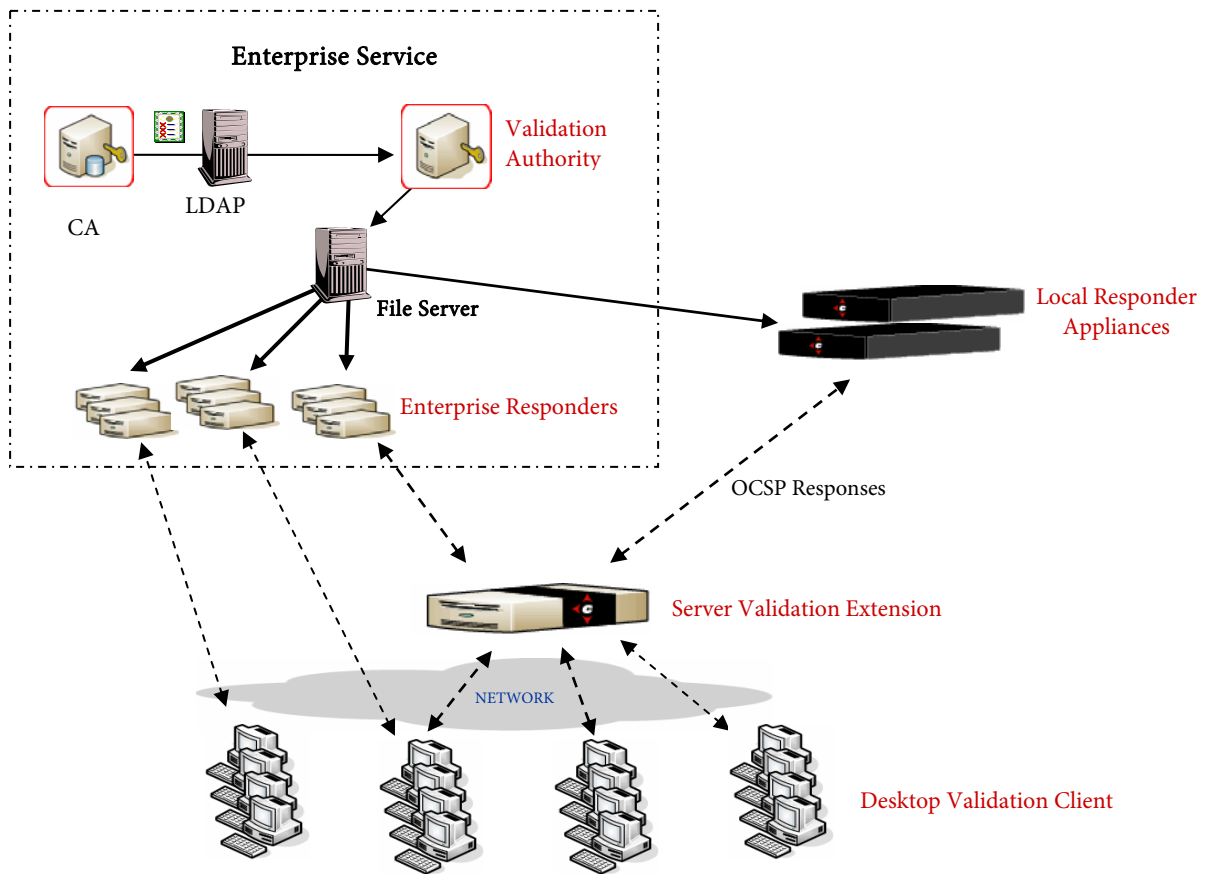 Enterprise Service
Validation
Authority
LDAP
CA
File Server
Local Responder
Appliances
Enterprise Responders
OCSP Responses
Server Validation Extension
NETWORK
Desktop Validation Client